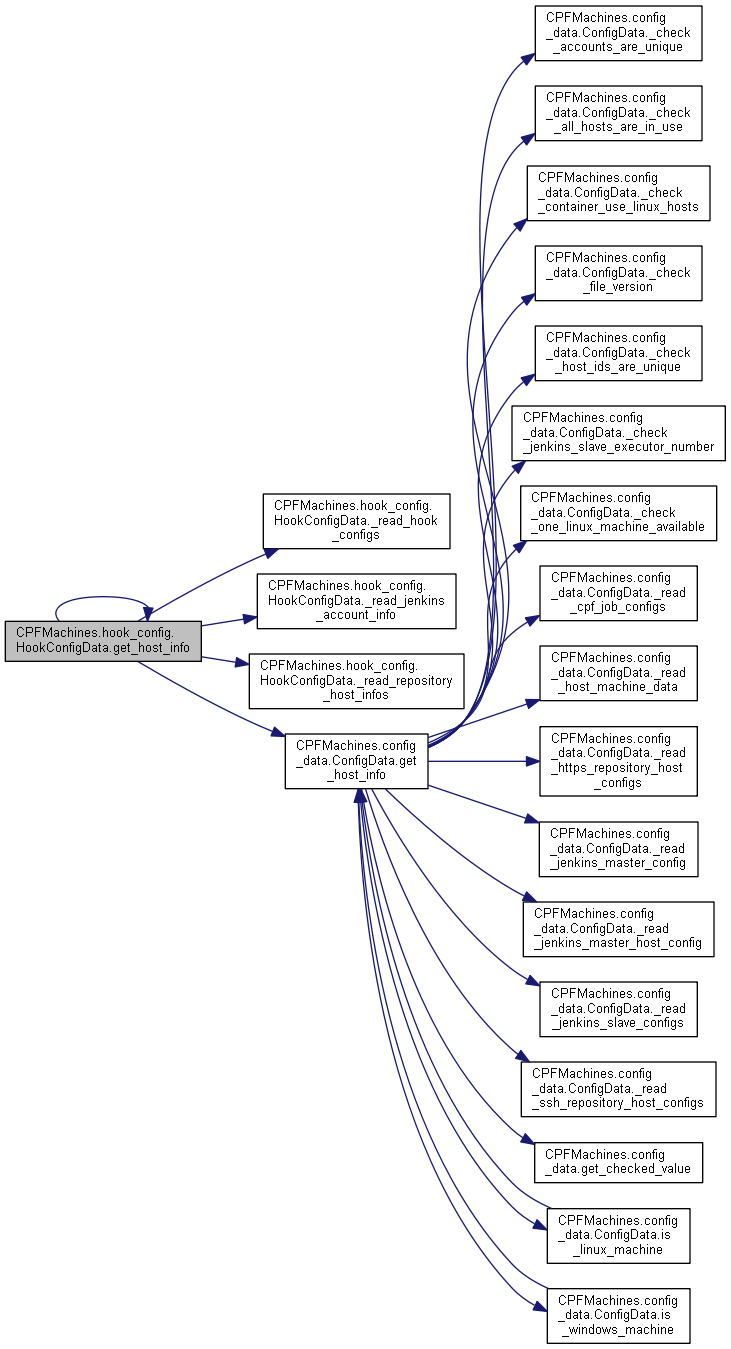 CPFMachines.config
_data.ConfigData._check
_accounts_are_unique
CPFMachines.config
_data.ConfigData._check
_all_hosts_are_in_use
CPFMachines.config
_data.ConfigData._check
_container_use_linux_hosts
CPFMachines.config
_data.ConfigData._check
_file_version
CPFMachines.config
_data.ConfigData._check
_host_ids_are_unique
CPFMachines.config
_data.ConfigData._check
_jenkins_slave_executor_number
CPFMachines.config
_data.ConfigData._check
_one_linux_machine_available
CPFMachines.hook_config.
HookConfigData._read_hook
_configs
CPFMachines.hook_config.
HookConfigData._read_jenkins
_account_info
CPFMachines.hook_config.
HookConfigData.get_host_info
CPFMachines.hook_config.
HookConfigData._read_repository
_host_infos
CPFMachines.config
_data.ConfigData.get
_host_info
CPFMachines.config
_data.ConfigData._read
_cpf_job_configs
CPFMachines.config
_data.ConfigData._read
_host_machine_data
CPFMachines.config
_data.ConfigData._read
_https_repository_host
_configs
CPFMachines.config
_data.ConfigData._read
_jenkins_master_config
CPFMachines.config
_data.ConfigData._read
_jenkins_master_host_config
CPFMachines.config
_data.ConfigData._read
_jenkins_slave_configs
CPFMachines.config
_data.ConfigData._read
_ssh_repository_host_configs
CPFMachines.config
_data.get_checked_value
CPFMachines.config
_data.ConfigData.is
_linux_machine
CPFMachines.config
_data.ConfigData.is
_windows_machine